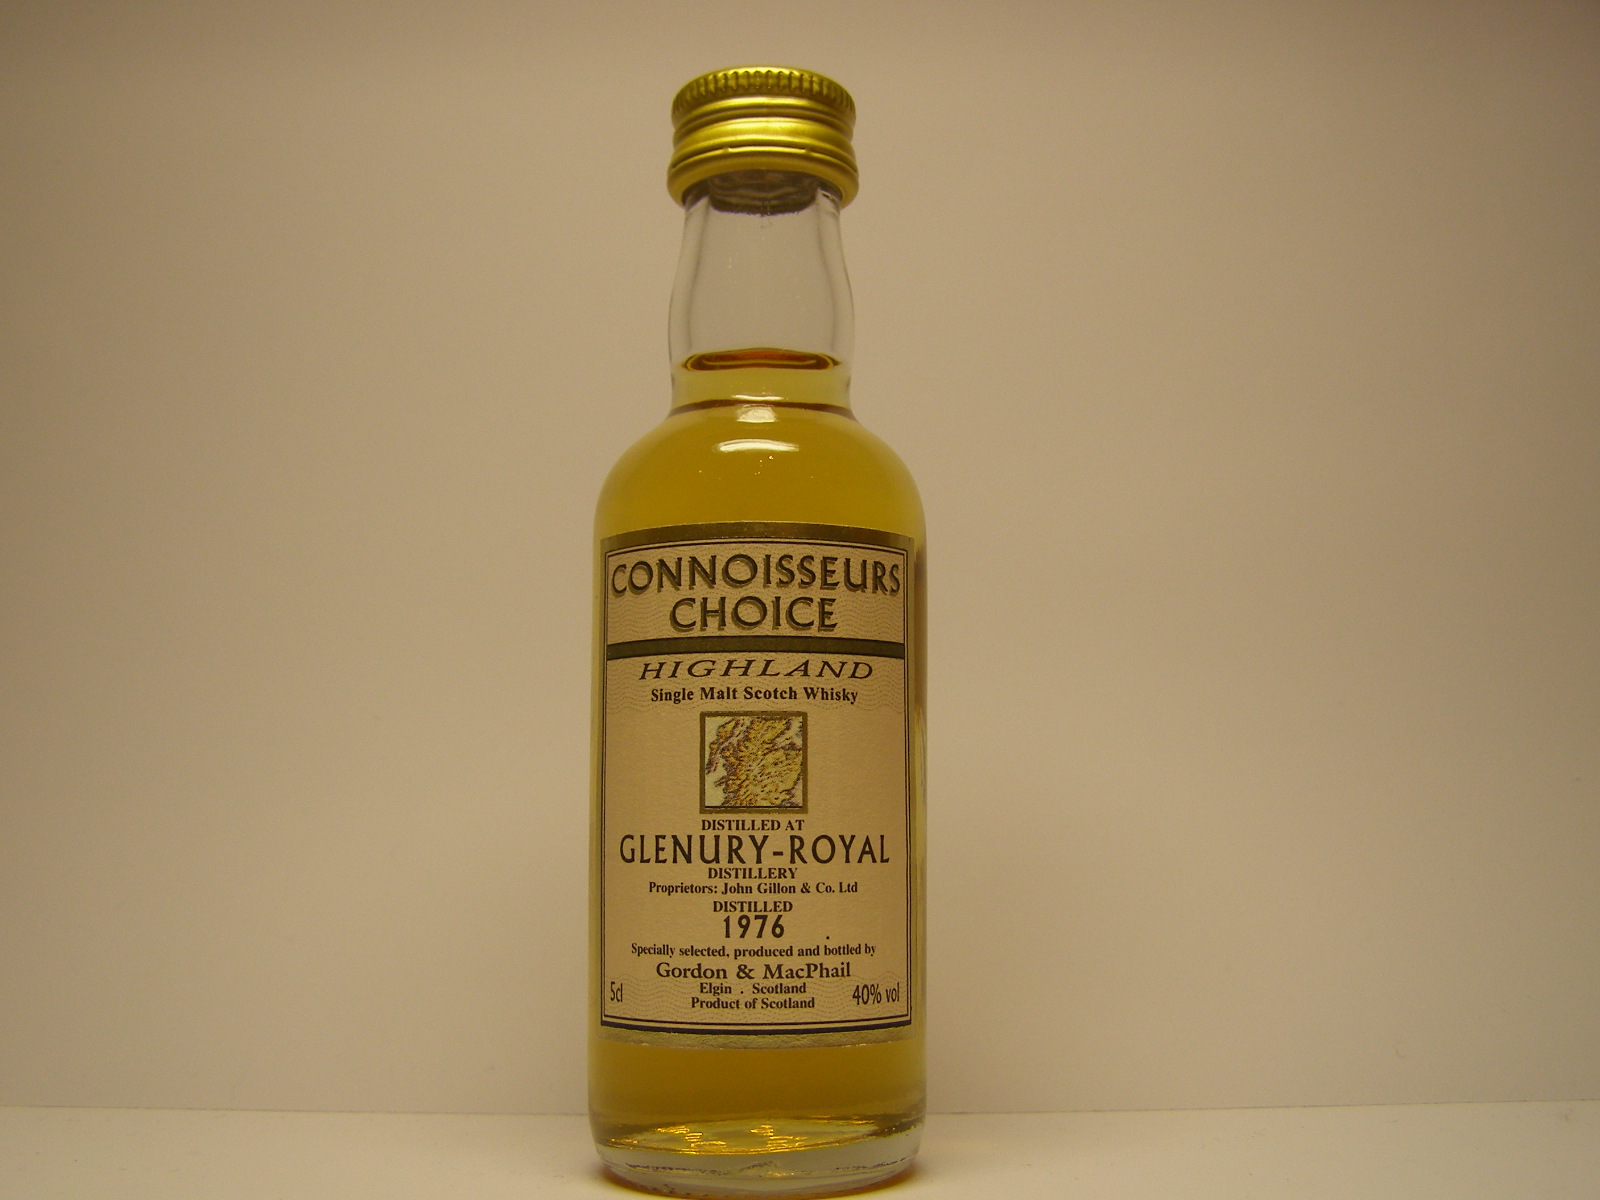 CONNOISSEURS
CHOICE
HIGHLAND
Single Malt Scotch Whisky
DISTILLED AT
GLENURY-ROYAL
DISTILLERY
Proprietors: John Gillon & Co. Ltd
DISTILLED
1976
Specially selected, produced and bottled by
Gordon & MacPhail
Elgin . Scotland
Product of Scotland
5cl
40% vol